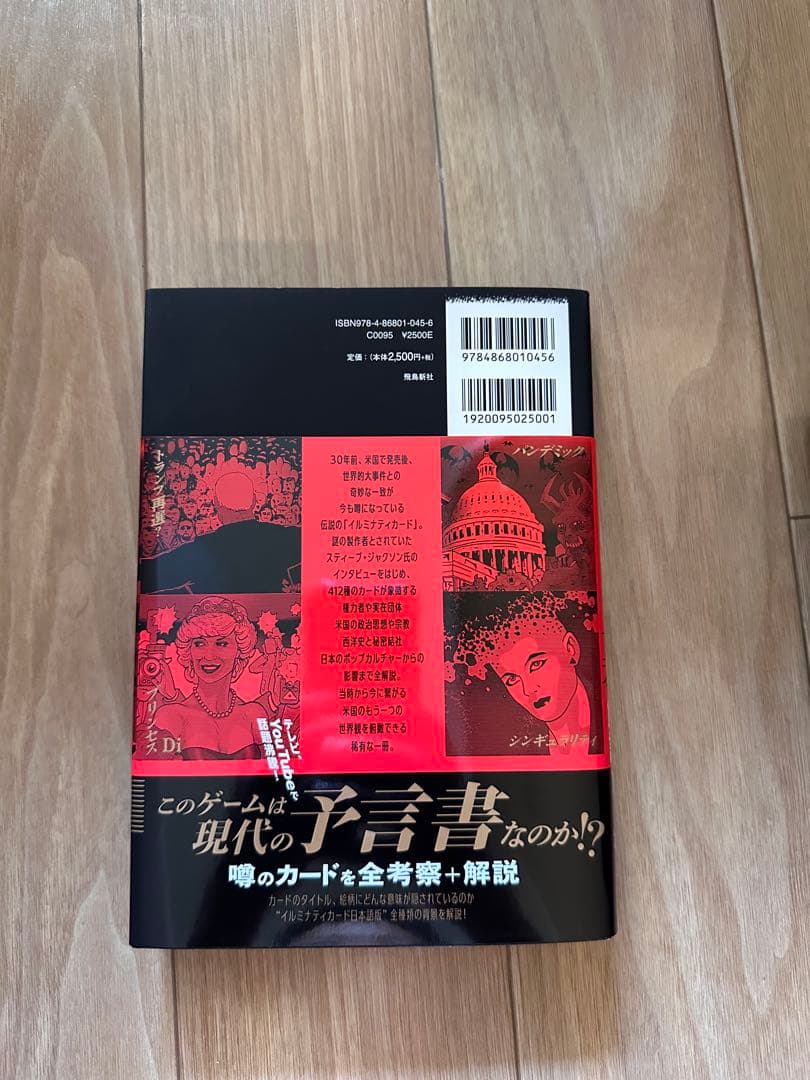 ISBN978-4-86801-045-6
C0095 ¥2500E
定価:(本体2,500円+税)
飛鳥新社
9784868010456
1920095025001
トランプ再選
パンデミック
30年前、米国で発売後、
世界的大事件との
奇妙な一致が
今も噂になっている
伝説の「イルミナティカード」。
謎の製作者とされていた
スティーブ・ジャクソン氏の
インタビューをはじめ、
412種のカードが象徴する
権力者や実在団体
米国の政治思想や宗教
西洋史と秘密結社
日本のポップカルチャーからの
影響まで全解説。
当時から今に繋がる
米国のもう一つの
世界観を俯瞰できる
稀有な一冊。
プリンセス Di
シンギュラリティ
テレビ、
YouTubeで
話題沸騰!
このゲームは
現代の予言書なのか!?
噂のカードを全考察+解説
カードのタイトル、絵柄にどんな意味が隠されているのか
“イルミナティカード日本語版” 全種類の背景を解説!